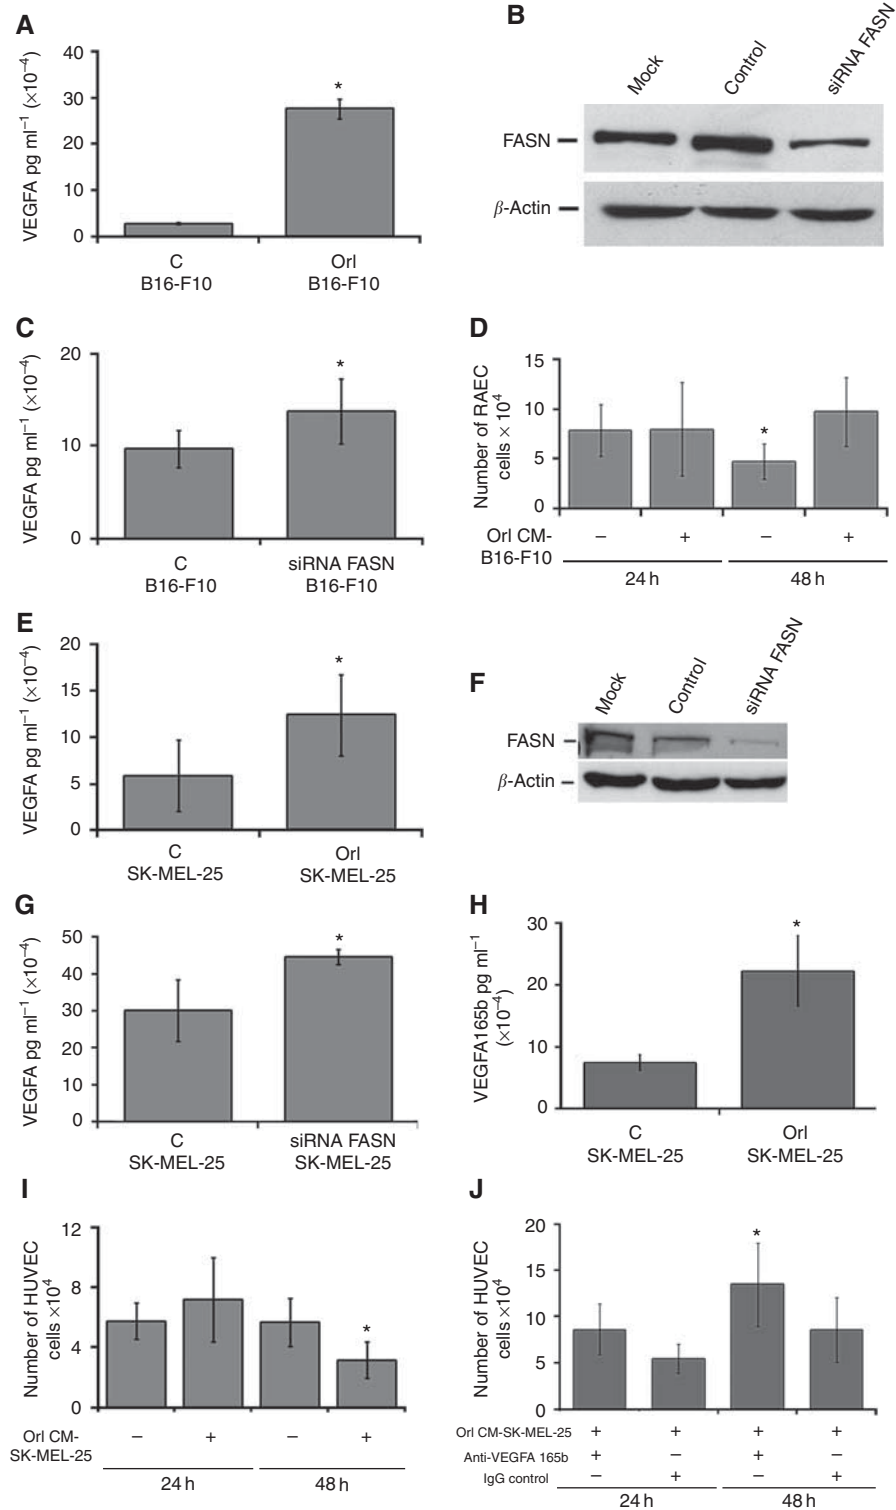 A
VEGFA pg ml⁻¹ (×10⁻⁴)
40
30
20
10
0
*
C
B16-F10
Orl
B16-F10
B
Mock
Control
siRNA FASN
FASN
β-Actin
C
VEGFA pg ml⁻¹ (×10⁻⁴)
20
10
0
*
C
B16-F10
siRNA FASN
B16-F10
D
Number of RAEC
cells × 10⁴
15
10
5
0
*
Orl CM-
B16-F10
– + – +
24 h 48 h
E
VEGFA pg ml⁻¹ (×10⁻⁴)
20
15
10
5
0
*
C
SK-MEL-25
Orl
SK-MEL-25
F
Mock
Control
siRNA FASN
FASN
β-Actin
G
VEGFA pg ml⁻¹ (×10⁻⁴)
50
40
30
20
10
0
*
C
SK-MEL-25
siRNA FASN
SK-MEL-25
H
VEGFA165b pg ml⁻¹
(×10⁻⁴)
30
20
10
0
*
C
SK-MEL-25
Orl
SK-MEL-25
I
Number of HUVEC
cells ×10⁴
12
8
4
0
*
Orl CM-
SK-MEL-25
– + – +
24 h 48 h
J
Number of HUVEC
cells ×10⁴
20
15
10
5
0
*
Orl CM-SK-MEL-25 + + + +
Anti-VEGFA 165b + – + –
IgG control – + – +
24 h 48 h